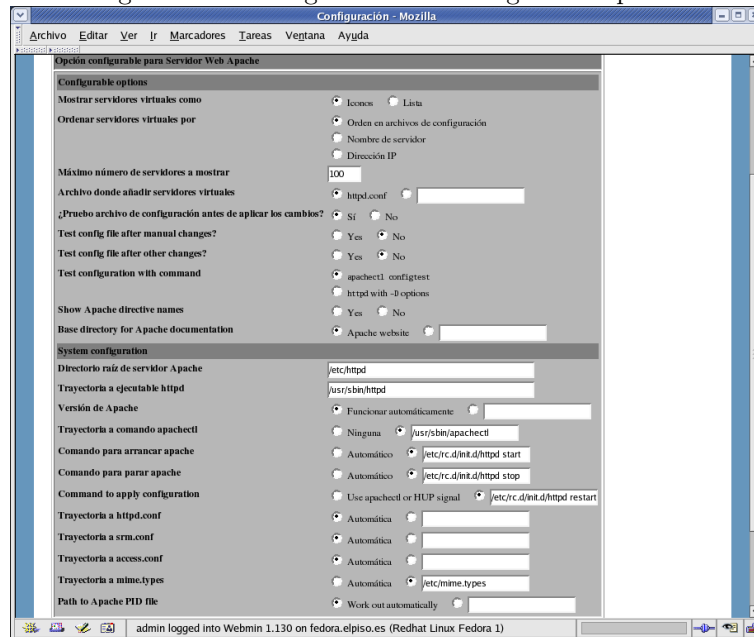 Configuración - Mozilla
Archivo Editar Ver Ir Marcadores Tareas Ventana Ayuda
Opción configurable para Servidor Web Apache
Configurable options
Mostrar servidores virtuales como Iconos Lista
Ordenar servidores virtuales por Orden en archivos de configuración
Nombre de servidor
Dirección IP
Máximo número de servidores a mostrar 100
Archivo donde añadir servidores virtuales httpd.conf
¿Pruebo archivo de configuración antes de aplicar los cambios? Sí No
Test config file after manual changes? Yes No
Test config file after other changes? Yes No
Test configuration with command apachectl configtest
httpd with -D options
Show Apache directive names Yes No
Base directory for Apache documentation Apache website
System configuration
Directorio raíz de servidor Apache /etc/httpd
Trayectoria a ejecutable httpd /usr/sbin/httpd
Versión de Apache Funcionar automáticamente
Trayectoria a comando apachectl Ninguna /usr/sbin/apachectl
Comando para arrancar apache Automático /etc/rc.d/init.d/httpd start
Comando para parar apache Automático /etc/rc.d/init.d/httpd stop
Command to apply configuration Use apachectl or HUP signal /etc/rc.d/init.d/httpd restart
Trayectoria a httpd.conf Automática
Trayectoria a srm.conf Automática
Trayectoria a access.conf Automática
Trayectoria a mime.types Automática /etc/mime.types
Path to Apache PID file Work out automatically
admin logged into Webmin 1.130 on fedora.elpiso.es (Redhat Linux Fedora 1)